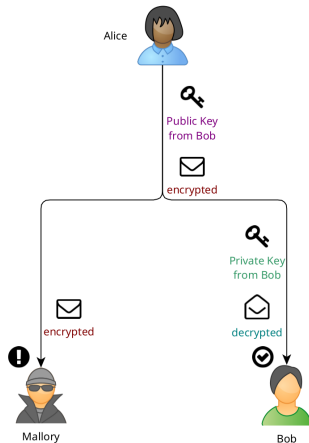 Alice
Public Key
from Bob
encrypted
Private Key
from Bob
encrypted
decrypted
Mallory
Bob